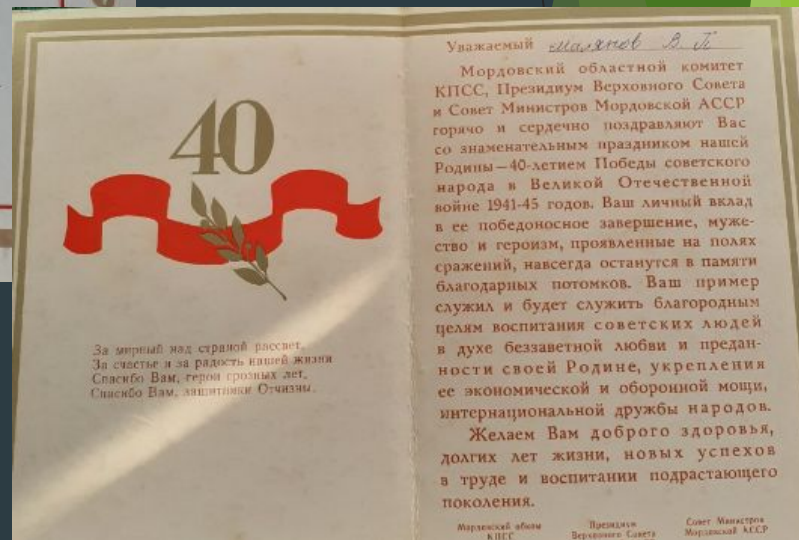 40
За мирный над страной рассвет,
За счастье и за радость нашей жизни
Спасибо Вам, герои грозных лет,
Спасибо Вам, защитники Отчизны.
Уважаемый Малянов В. П.
Мордовский областной комитет
КПСС, Президиум Верховного Совета
и Совет Министров Мордовской АССР
горячо и сердечно поздравляют Вас
со знаменательным праздником нашей
Родины—40-летием Победы советского
народа в Великой Отечественной
войне 1941-45 годов. Ваш личный вклад
в ее победоносное завершение, муже-
ство и героизм, проявленные на полях
сражений, навсегда останутся в памяти
благодарных потомков. Ваш пример
служил и будет служить благородным
целям воспитания советских людей
в духе беззаветной любви и предан-
ности своей Родине, укрепления
ее экономической и оборонной мощи,
интернациональной дружбы народов.
Желаем Вам доброго здоровья,
долгих лет жизни, новых успехов
в труде и воспитании подрастающего
поколения.
Мордовский обком
КПСС
Президиум
Верховного Совета
Совет Министров
Мордовской АССР